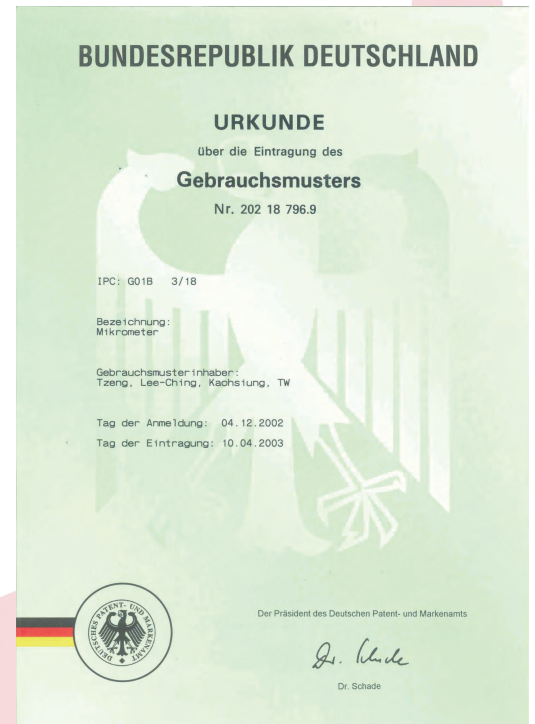 BUNDESREPUBLIK DEUTSCHLAND
URKUNDE
über die Eintragung des
Gebrauchsmusters
Nr. 202 18 796.9
IPC: G01B 3/18
Bezeichnung:
Mikrometer
Gebrauchsmusterinhaber:
Tzeng, Lee-Ching, Kaohsiung, TW
Tag der Anmeldung: 04.12.2002
Tag der Eintragung: 10.04.2003
DEUTSCHES PATENT- UND MARKENAMT
Der Präsident des Deutschen Patent- und Markenamts
Dr. Schade
Dr. Schade